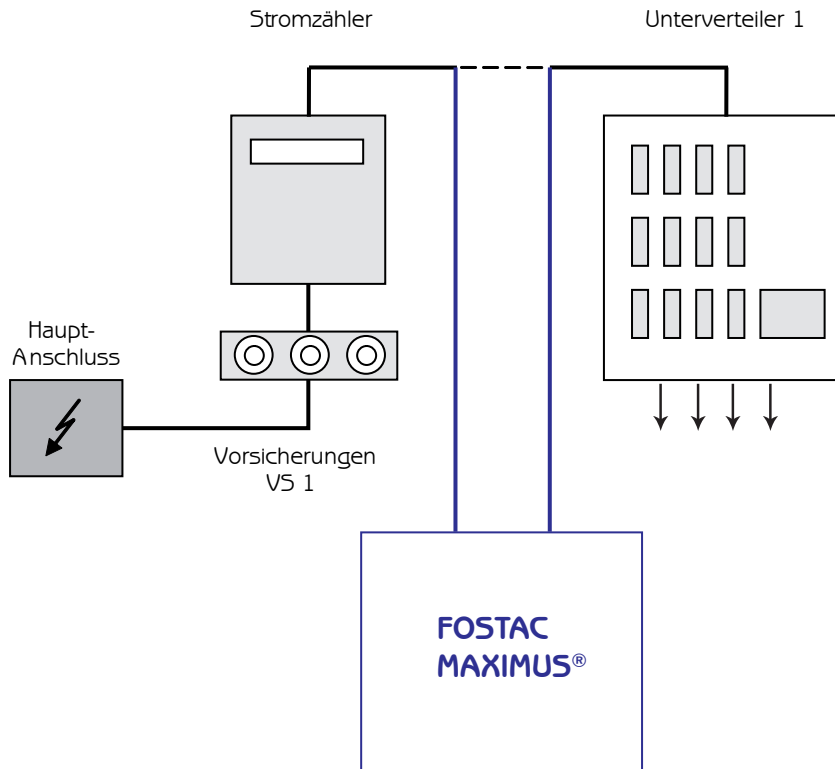 Stromzähler
Unterverteiler 1
Haupt-
Anschluss
Vorsicherungen
VS 1
FOSTAC
MAXIMUS®